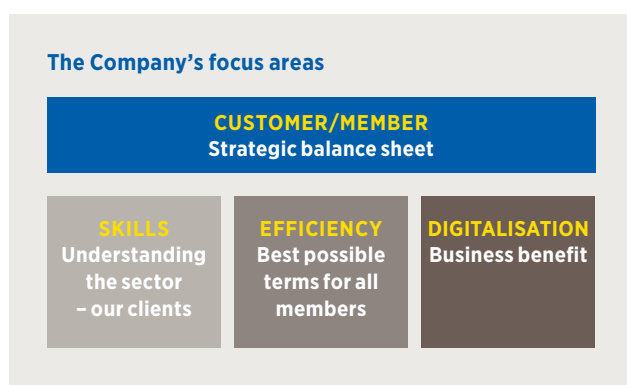 The Company’s focus areas
CUSTOMER/MEMBER
Strategic balance sheet
SKILLS
Understanding
the sector
– our clients
EFFICIENCY
Best possible
terms for all
members
DIGITALISATION
Business benefit